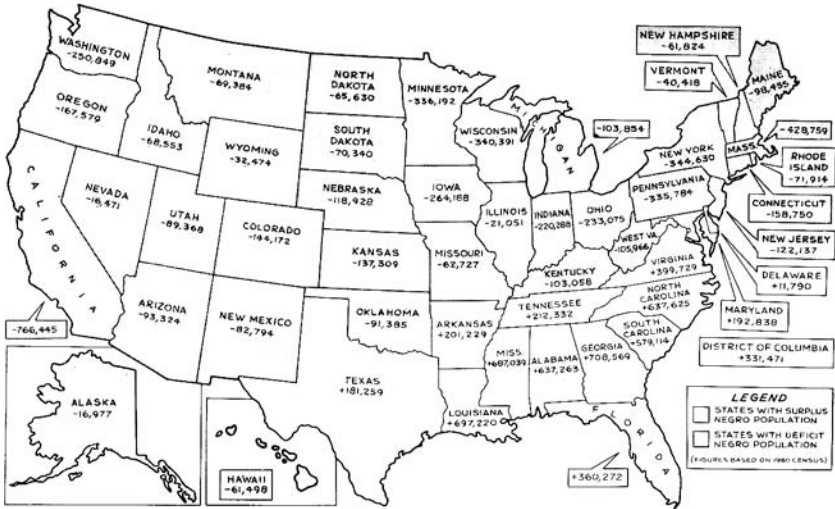 NEW HAMPSHIRE
-61,824
WASHINGTON
-250,849
VERMONT
-40,418
MAINE
-98,455
MONTANA
-69,384
NORTH
DAKOTA
-65,630
MINNESOTA
-336,192
OREGON
-167,579
IDAHO
-68,553
WYOMING
-32,474
SOUTH
DAKOTA
-70,340
WISCONSIN
-340,391
MICHIGAN
-103,854
NEW YORK
-344,630
MASS.
-428,759
RHODE
ISLAND
-71,914
CONNECTICUT
-158,750
NEW JERSEY
-122,137
DELAWARE
+11,790
MARYLAND
+192,838
DISTRICT OF COLUMBIA
+331,471
CALIFORNIA
-766,445
NEVADA
-16,471
UTAH
-89,368
COLORADO
-144,172
NEBRASKA
-118,928
IOWA
-264,188
ILLINOIS
-21,051
INDIANA
-220,288
OHIO
-233,075
PENNSYLVANIA
-335,784
WEST VA.
-105,966
VIRGINIA
+399,729
KANSAS
-137,309
MISSOURI
-62,727
KENTUCKY
-103,058
NORTH
CAROLINA
+637,625
TENNESSEE
+212,332
ARIZONA
-93,324
NEW MEXICO
-82,794
OKLAHOMA
-91,385
ARKANSAS
+201,229
SOUTH
CAROLINA
+579,114
MISS.
+687,039
ALABAMA
+637,263
GEORGIA
+708,569
TEXAS
+181,259
LOUISIANA
+697,220
FLORIDA
+360,272
ALASKA
-16,977
HAWAII
-61,498
LEGEND
STATES WITH SURPLUS
NEGRO POPULATION
STATES WITH DEFICIT
NEGRO POPULATION
(FIGURES BASED ON 1960 CENSUS)